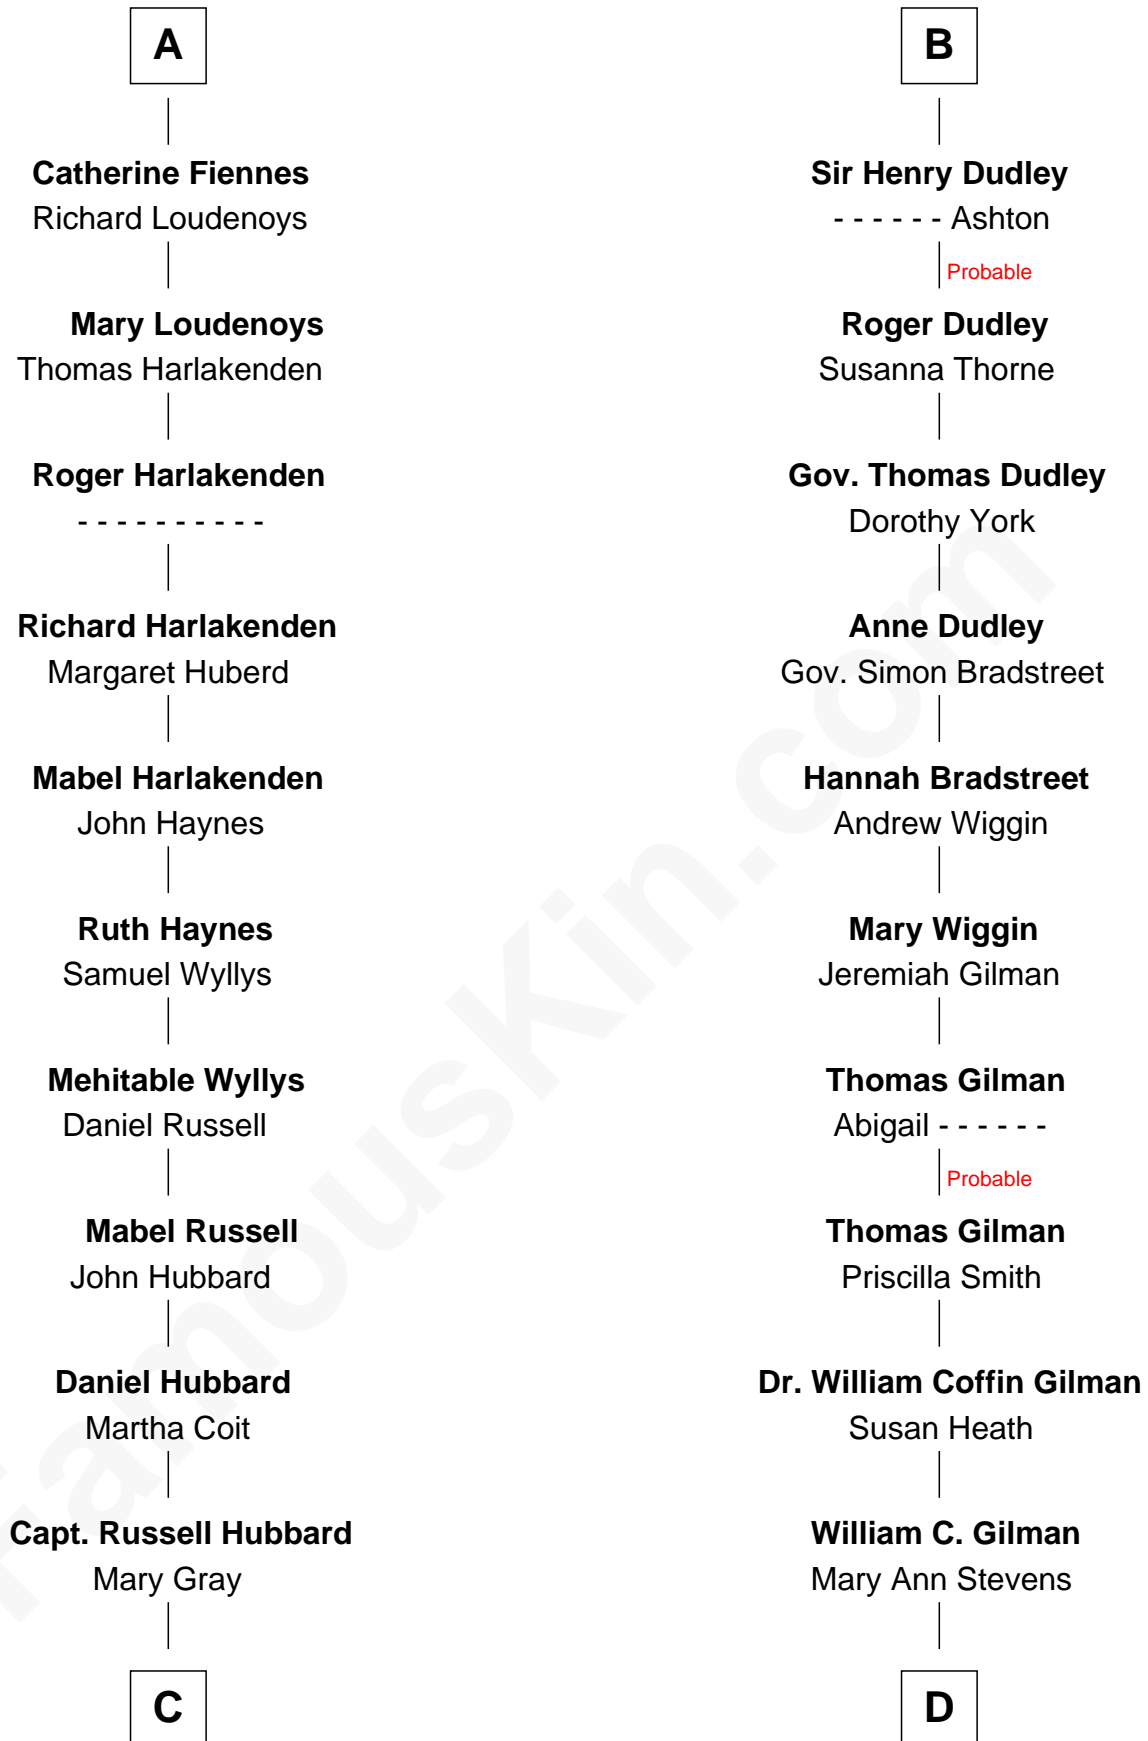 A
Catherine Fiennes
Richard Loudenoys
Mary Loudenoys
Thomas Harlakenden
Roger Harlakenden
- - - - - - - - - -
Richard Harlakenden
Margaret Huberd
Mabel Harlakenden
John Haynes
Ruth Haynes
Samuel Wyllys
Mehitable Wyllys
Daniel Russell
Mabel Russell
John Hubbard
Daniel Hubbard
Martha Coit
Capt. Russell Hubbard
Mary Gray
C
B
Sir Henry Dudley
- - - - - - Ashton
Probable
Roger Dudley
Susanna Thorne
Gov. Thomas Dudley
Dorothy York
Anne Dudley
Gov. Simon Bradstreet
Hannah Bradstreet
Andrew Wiggin
Mary Wiggin
Jeremiah Gilman
Thomas Gilman
Abigail - - - - - -
Probable
Thomas Gilman
Priscilla Smith
Dr. William Coffin Gilman
Susan Heath
William C. Gilman
Mary Ann Stevens
D
FamousKin.com